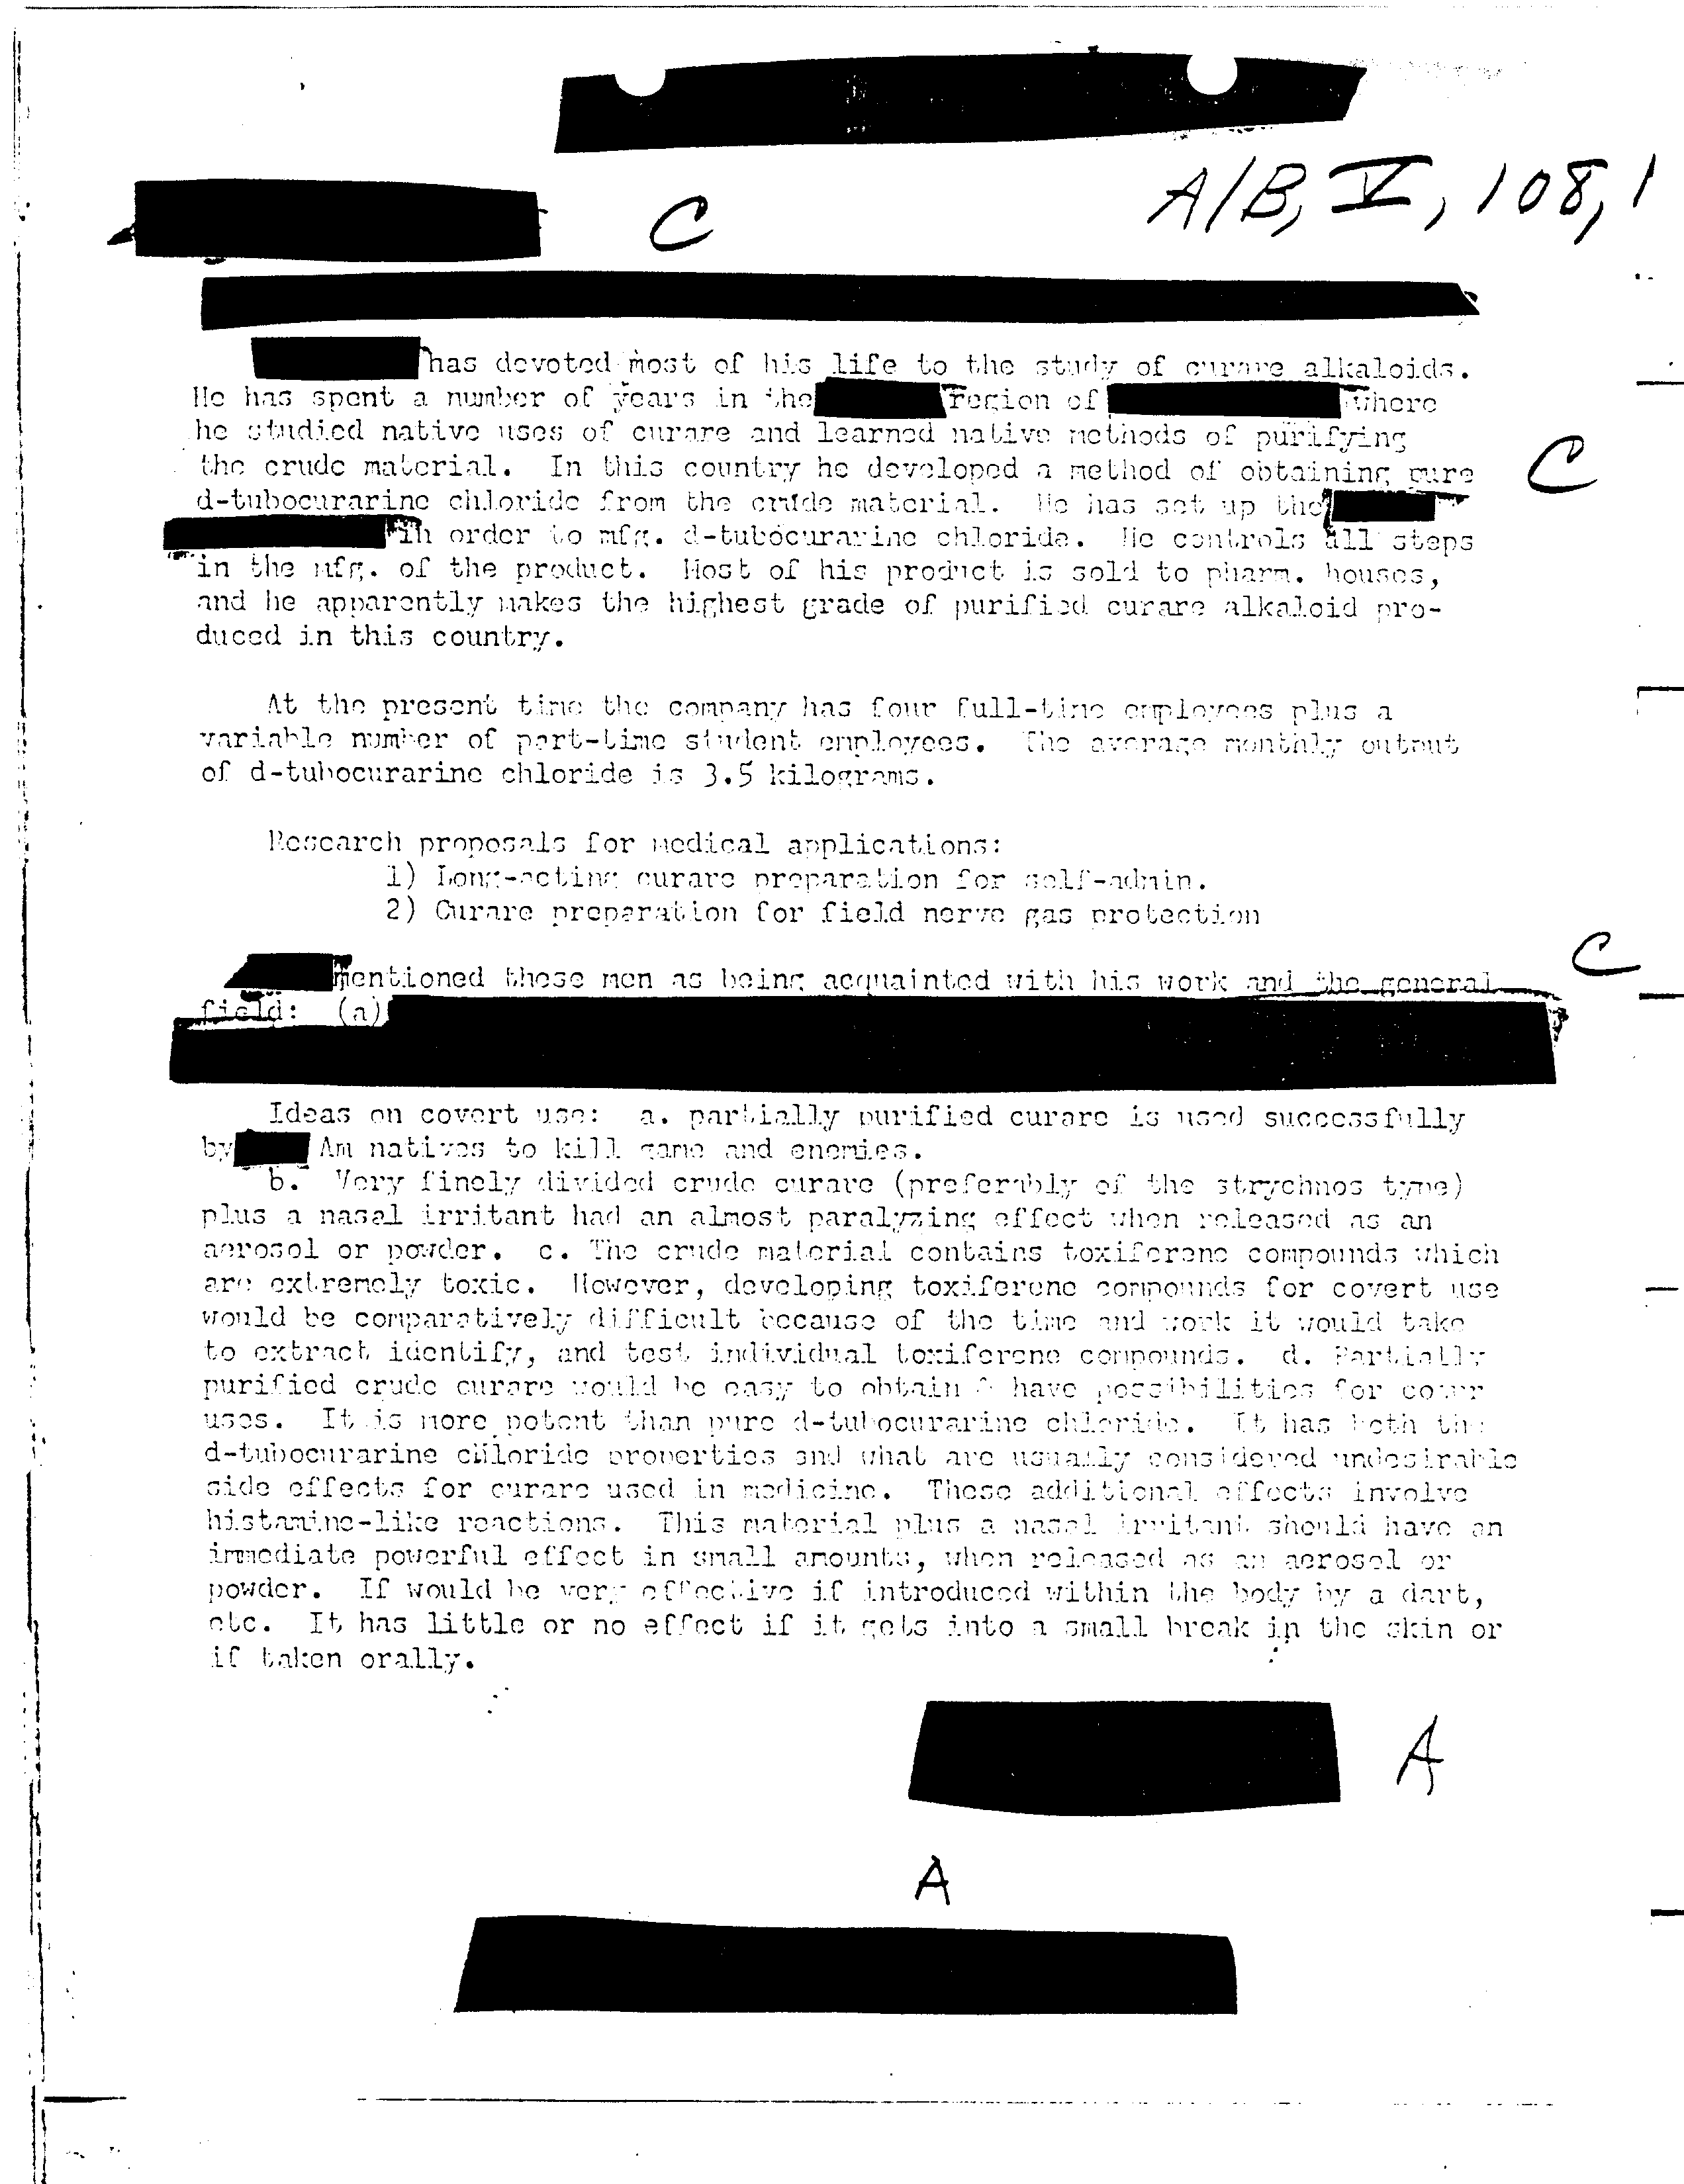 A/B, V, 108, 1
C
has devoted most of his life to the study of curare alkaloids.
He has spent a number of years in the region of where
he studied native uses of curare and learned native methods of purifying
the crude material. In this country he developed a method of obtaining pure
C
d-tubocurarine chloride from the crude material. He has set up the
in order to mfg. d-tubocurarine chloride. He controls all steps
in the mfg. of the product. Most of his product is sold to pharm. houses,
and he apparently makes the highest grade of purified curare alkaloid pro-
duced in this country.
At the present time the company has four full-time employees plus a
variable number of part-time student employees. The average monthly output
of d-tubocurarine chloride is 3.5 kilograms.
Research proposals for medical applications:
1) Long-acting curare preparation for self-admin.
2) Curare preparation for field nerve gas protection
C
mentioned these men as being acquainted with his work and the general
field: (a)
Ideas on covert use: a. partially purified curare is used successfully
by Am natives to kill game and enemies.
b. Very finely divided crude curare (preferably of the strychnos type)
plus a nasal irritant had an almost paralyzing effect when released as an
aerosol or powder. c. The crude material contains toxiferene compounds which
are extremely toxic. However, developing toxiferene compounds for covert use
would be comparatively difficult because of the time and work it would take
to extract identify, and test individual toxiferene compounds. d. Partially
purified crude curare would be easy to obtain & have possibilities for
uses. It is more potent than pure d-tubocurarine chloride. It has both the
d-tubocurarine chloride properties and what are usually considered undesirable
side effects for curare used in medicine. These additional effects involve
histamine-like reactions. This material plus a nasal irritant should have an
immediate powerful effect in small amounts, when released as an aerosol or
powder. If would be very effective if introduced within the body by a dart,
etc. It has little or no effect if it gets into a small break in the skin or
if taken orally.
A
A